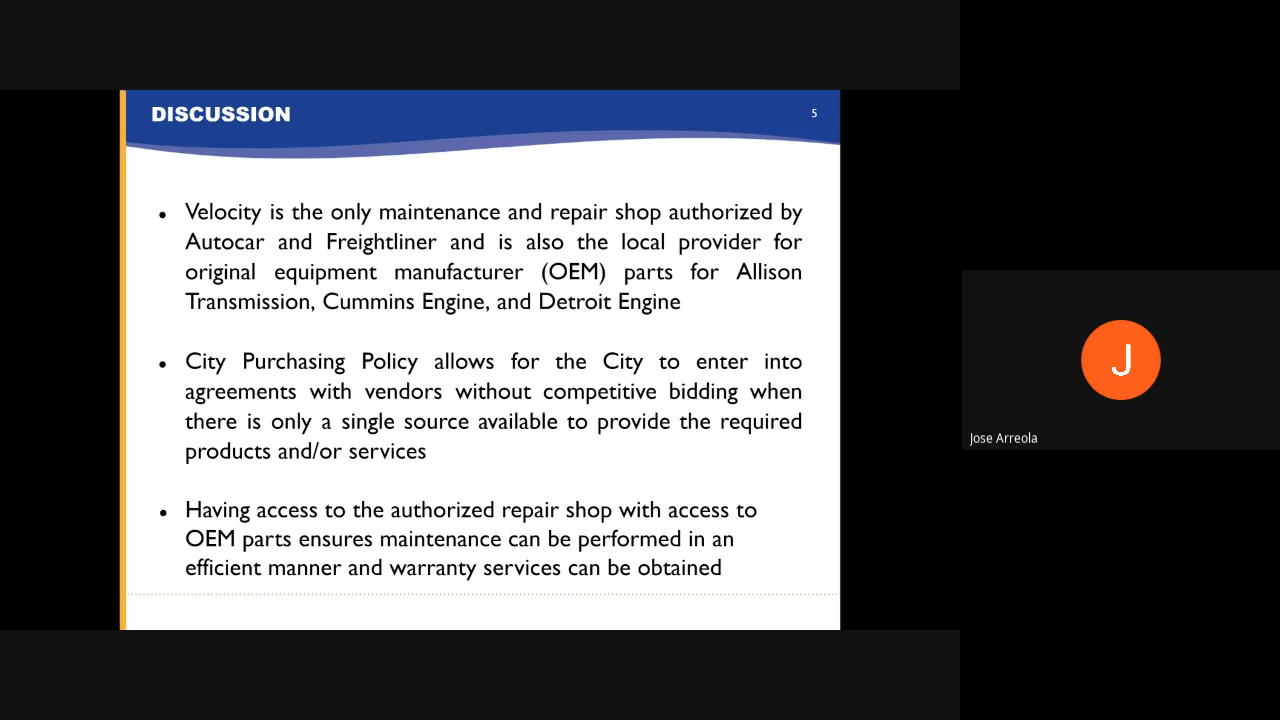 DISCUSSION
5
• Velocity is the only maintenance and repair shop authorized by
Autocar and Freightliner and is also the local provider for
original equipment manufacturer (OEM) parts for Allison
Transmission, Cummins Engine, and Detroit Engine
• City Purchasing Policy allows for the City to enter into
agreements with vendors without competitive bidding when
there is only a single source available to provide the required
products and/or services
• Having access to the authorized repair shop with access to
OEM parts ensures maintenance can be performed in an
efficient manner and warranty services can be obtained
J
Jose Arreola